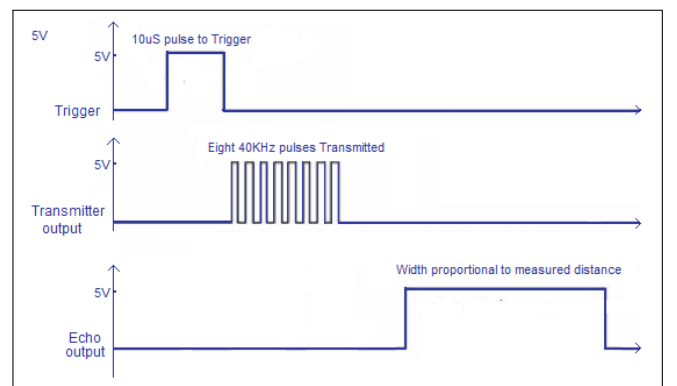 5V
10uS pulse to Trigger
5V
Trigger
Eight 40KHz pulses Transmitted
5V
Transmitter
output
Width proportional to measured distance
5V
Echo
output